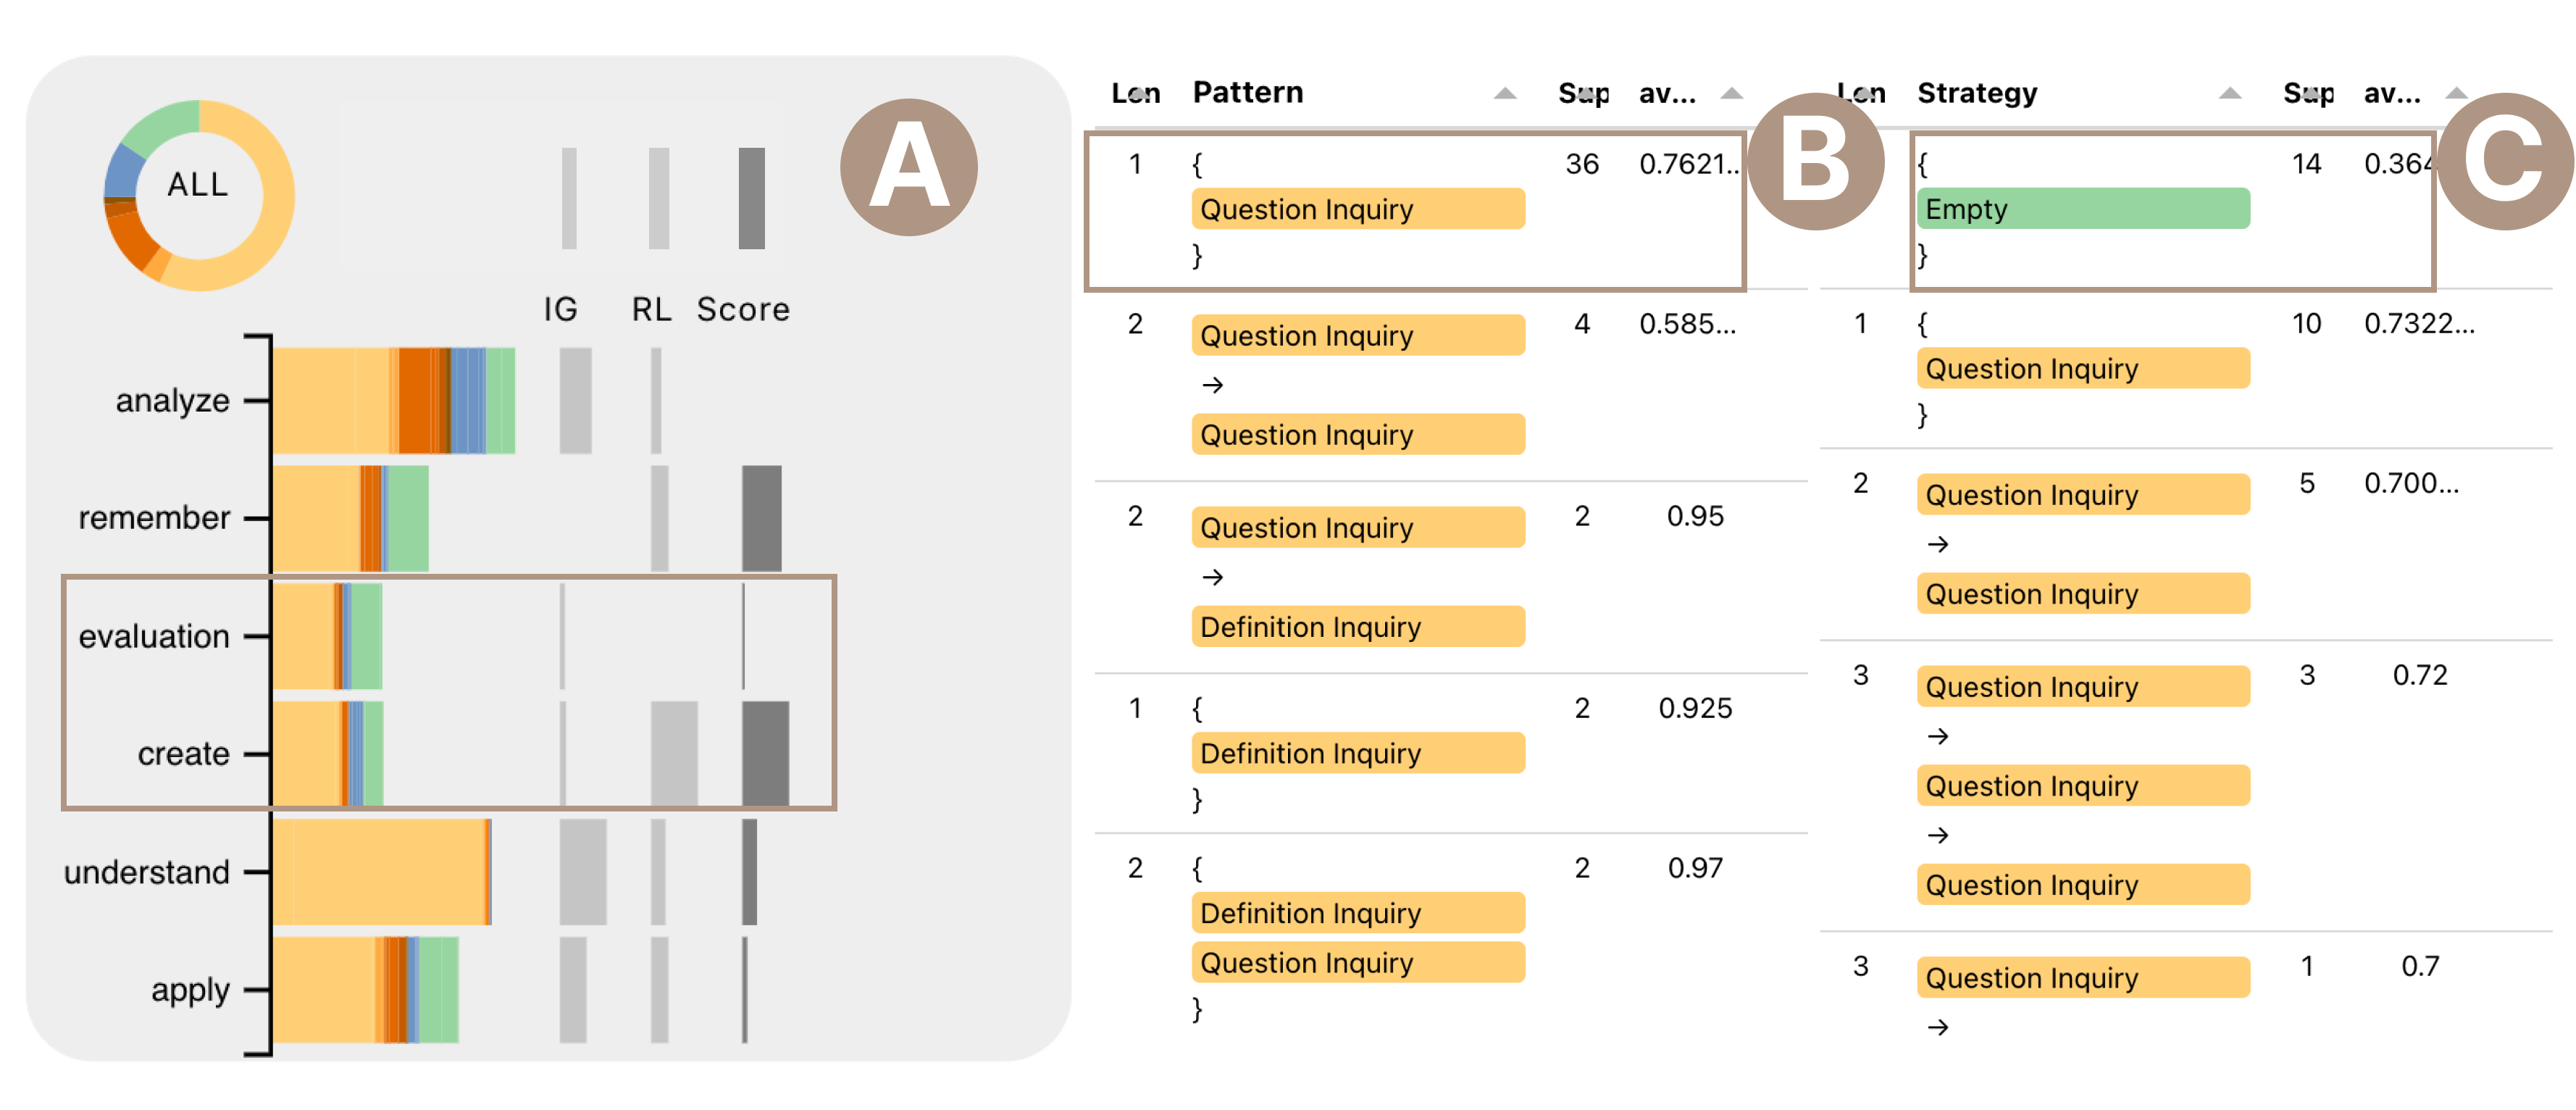 ALL
A
IG RL Score
analyze
remember
evaluation
create
understand
apply
Len Pattern Sup av...
B
1 { 36 0.7621..
Question Inquiry
}
2 Question Inquiry 4 0.585...
→
Question Inquiry
2 Question Inquiry 2 0.95
→
Definition Inquiry
1 { 2 0.925
Definition Inquiry
}
2 { 2 0.97
Definition Inquiry
Question Inquiry
}
Len Strategy Sup av...
C
{ 14 0.364
Empty
}
1 { 10 0.7322...
Question Inquiry
}
2 Question Inquiry 5 0.700...
→
Question Inquiry
3 Question Inquiry 3 0.72
→
Question Inquiry
→
Question Inquiry
3 Question Inquiry 1 0.7
→